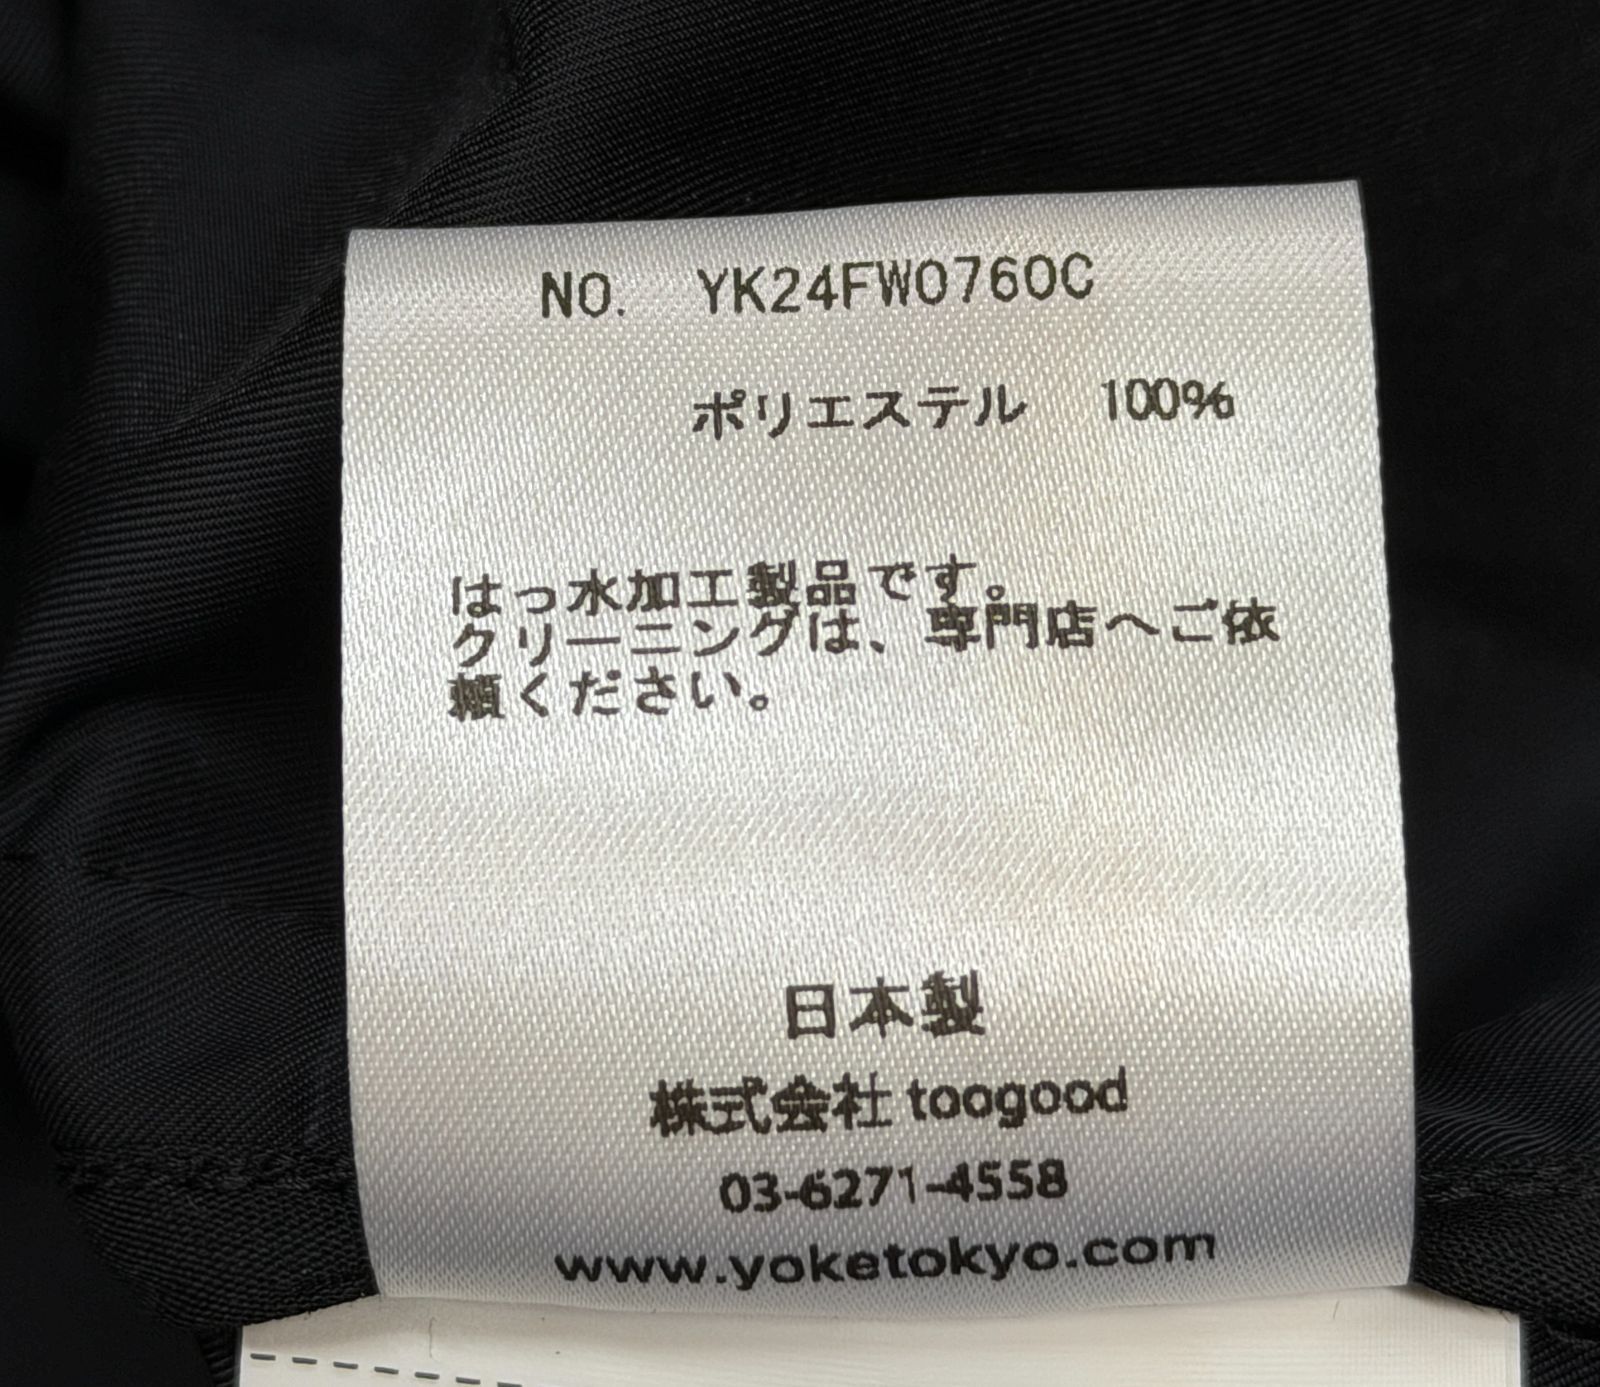 NO. YK24FW0760C
ポリエステル 100%
はっ水加工製品です。
クリーニングは、専門店へご依
頼ください。
日本製
株式会社 toogood
03-6271-4558
www.yoketokyo.com